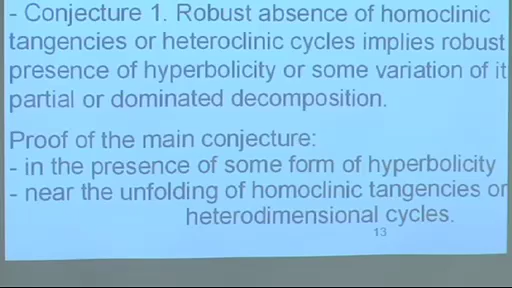 - Conjecture 1. Robust absence of homoclinic
tangencies or heteroclinic cycles implies robust
presence of hyperbolicity or some variation of it
partial or dominated decomposition.
Proof of the main conjecture:
- in the presence of some form of hyperbolicity
- near the unfolding of homoclinic tangencies or
heterodimensional cycles.
13